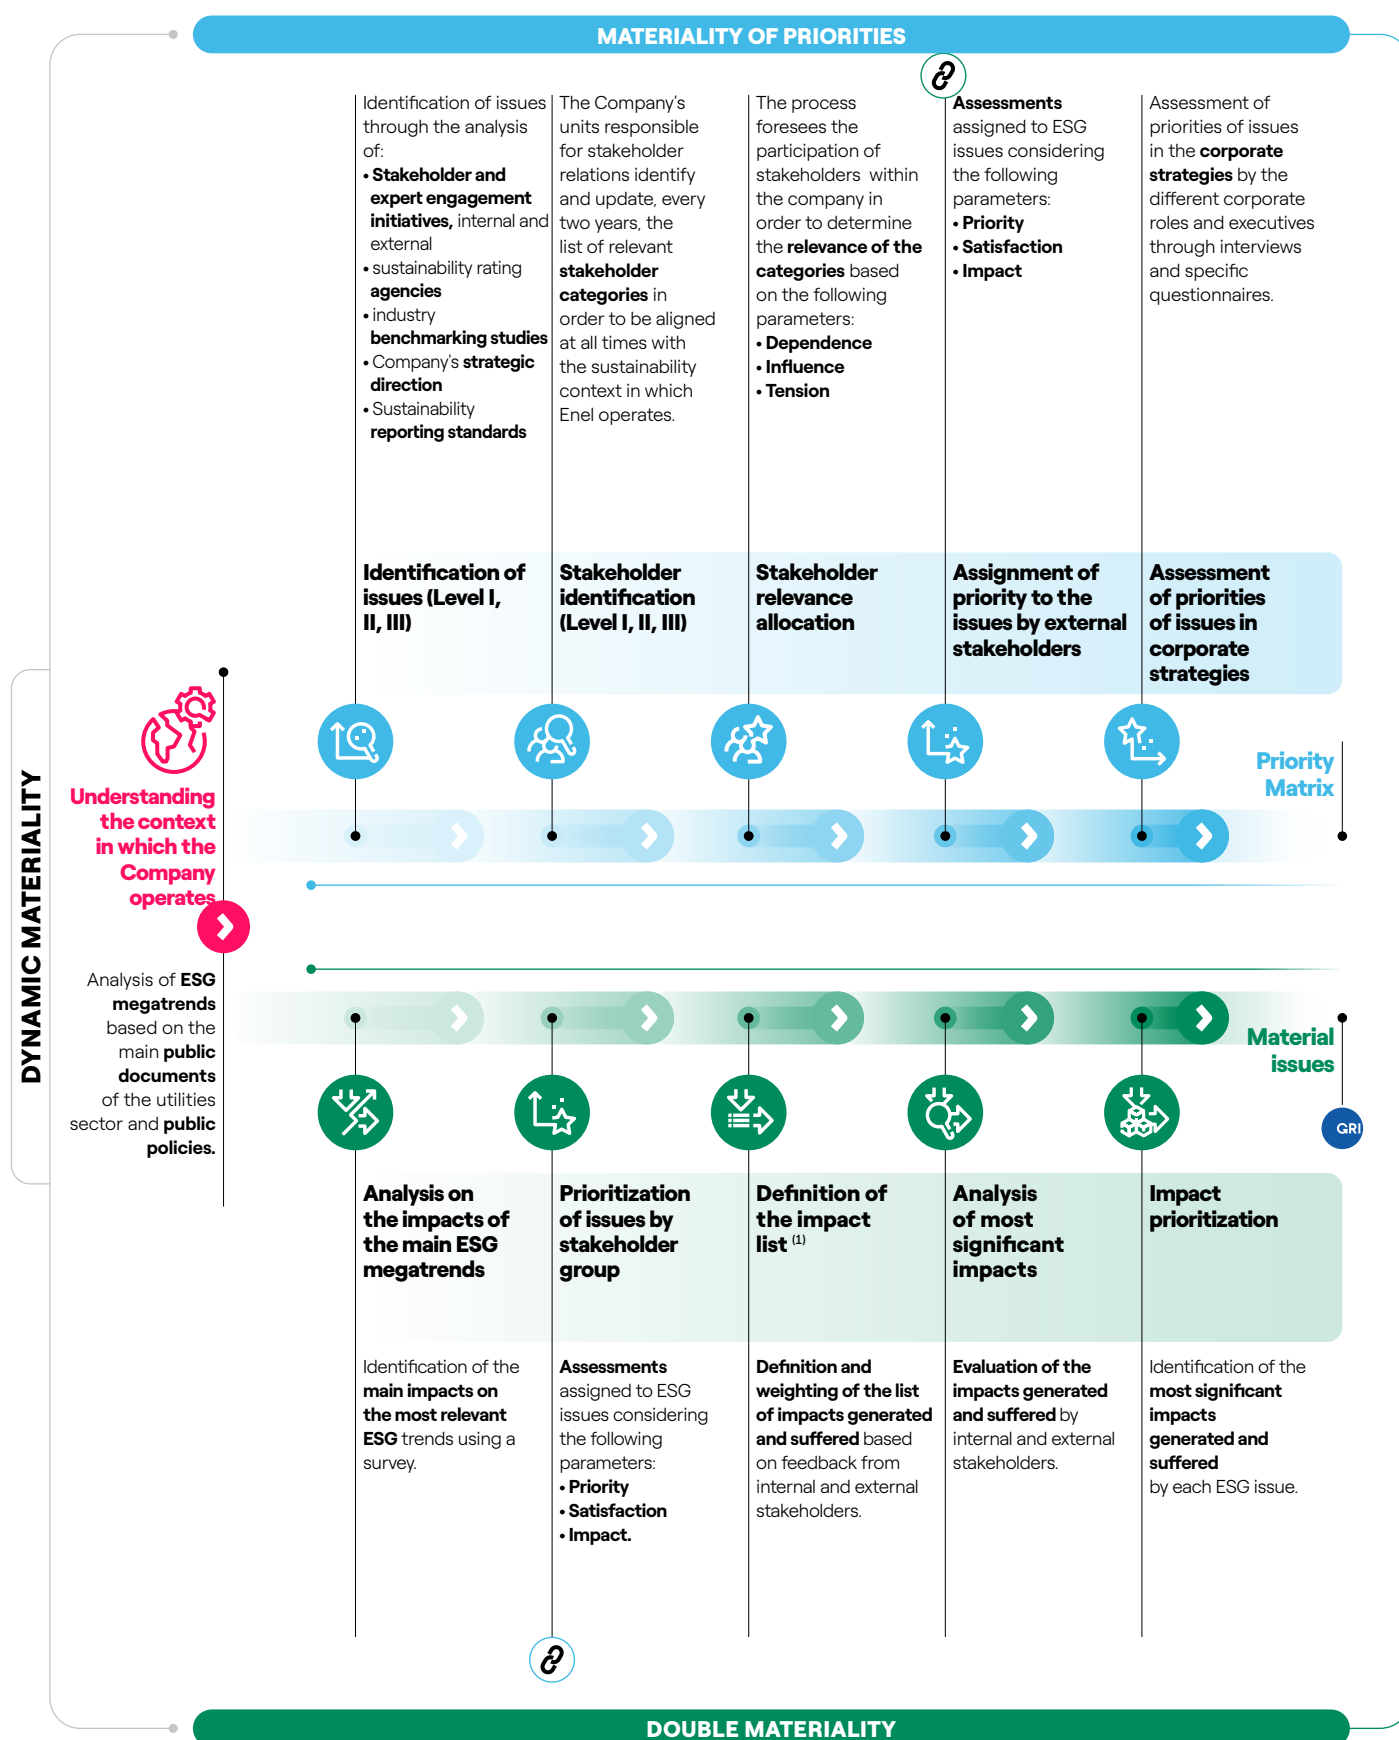 MATERIALITY OF PRIORITIES
Identification of issues
through the analysis
of:
• Stakeholder and
expert engagement
initiatives, internal and
external
• sustainability rating
agencies
• industry
benchmarking studies
• Company's strategic
direction
• Sustainability
reporting standards
The Company's
units responsible
for stakeholder
relations identify
and update, every
two years, the
list of relevant
stakeholder
categories in
order to be aligned
at all times with
the sustainability
context in which
Enel operates.
The process
foresees the
participation of
stakeholders within
the company in
order to determine
the relevance of the
categories based
on the following
parameters:
• Dependence
• Influence
• Tension
Assessments
assigned to ESG
issues considering
the following
parameters:
• Priority
• Satisfaction
• Impact
Assessment of
priorities of issues
in the corporate
strategies by the
different corporate
roles and executives
through interviews
and specific
questionnaires.
Identification of
issues (Level I,
II, III)
Stakeholder
identification
(Level I, II, III)
Stakeholder
relevance
allocation
Assignment of
priority to the
issues by external
stakeholders
Assessment
of priorities
of issues in
corporate
strategies
DYNAMIC MATERIALITY
Understanding
the context
in which the
Company
operates
Analysis of ESG
megatrends
based on the
main public
documents
of the utilities
sector and public
policies.
Priority
Matrix
Material
issues
GRI
Analysis on
the impacts of
the main ESG
megatrends
Prioritization
of issues by
stakeholder
group
Definition of
the impact
list (1)
Analysis
of most
significant
impacts
Impact
prioritization
Identification of the
main impacts on
the most relevant
ESG trends using a
survey.
Assessments
assigned to ESG
issues considering
the following
parameters:
• Priority
• Satisfaction
• Impact.
Definition and
weighting of the list
of impacts generated
and suffered based
on feedback from
internal and external
stakeholders.
Evaluation of the
impacts generated
and suffered by
internal and external
stakeholders.
Identification of the
most significant
impacts
generated and
suffered
by each ESG issue.
DOUBLE MATERIALITY